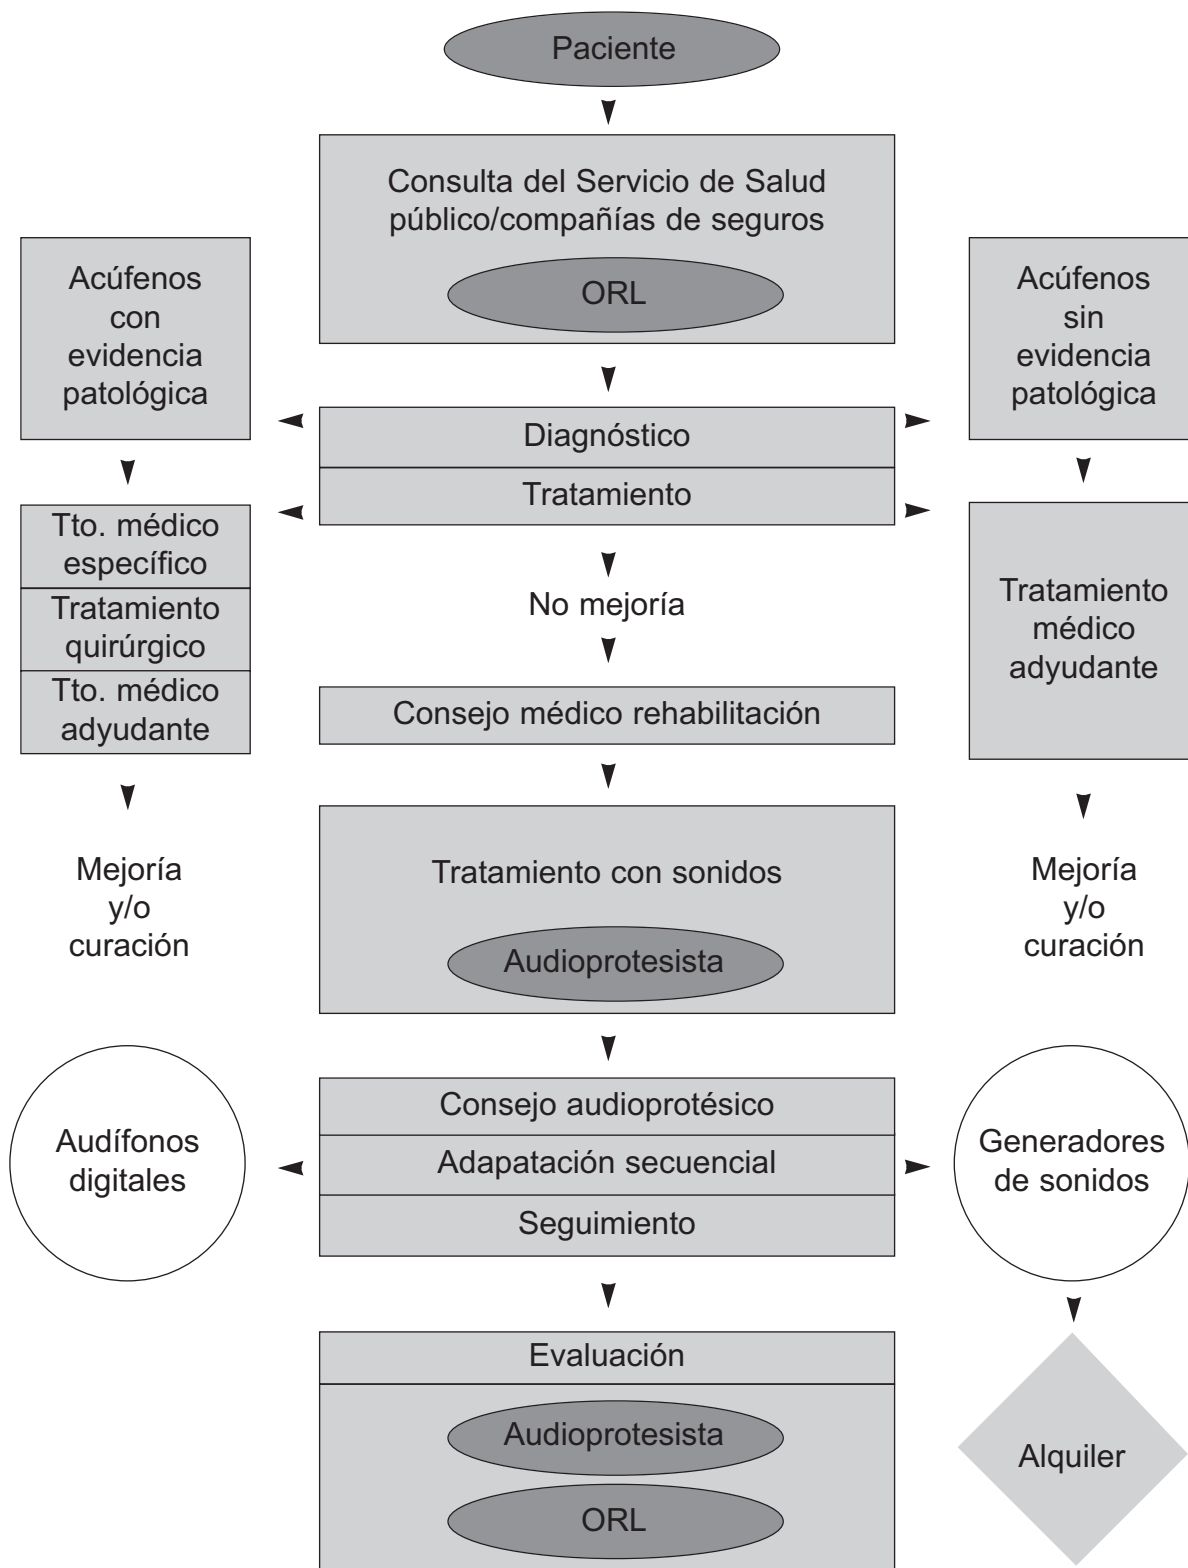 Paciente
Consulta del Servicio de Salud
público/compañías de seguros
ORL
Acúfenos
con
evidencia
patológica
Acúfenos
sin
evidencia
patológica
Diagnóstico
Tratamiento
Tto. médico
específico
Tratamiento
quirúrgico
Tto. médico
adyudante
Tratamiento
médico
adyudante
No mejoría
Consejo médico rehabilitación
Mejoría
y/o
curación
Tratamiento con sonidos
Audioprotesista
Mejoría
y/o
curación
Audífonos
digitales
Consejo audioprotésico
Adapatación secuencial
Seguimiento
Generadores
de sonidos
Evaluación
Audioprotesista
ORL
Alquiler